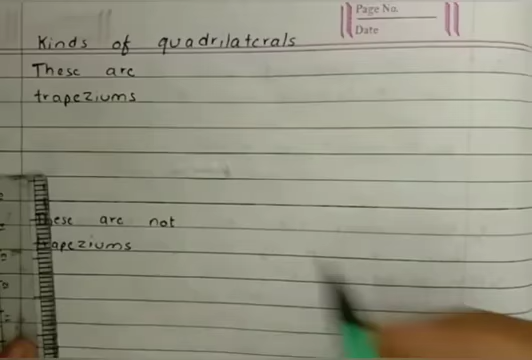 Page No.
Date
Kinds of quadrilaterals
These are
trapeziums
These are not
trapeziums